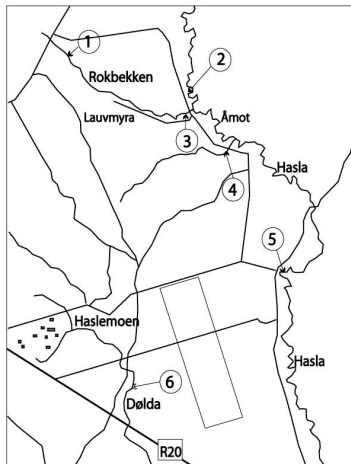 1
2
Rokbekken
Lauvmyra
Åmot
3
Hasla
4
5
Haslemoen
Hasla
6
Dølda
R20